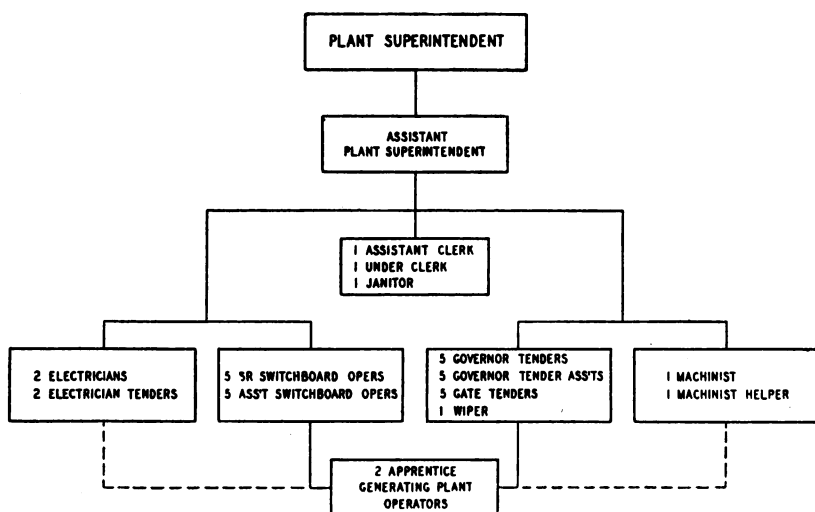 PLANT SUPERINTENDENT
ASSISTANT
PLANT SUPERINTENDENT
1 ASSISTANT CLERK
1 UNDER CLERK
1 JANITOR
2 ELECTRICIANS
2 ELECTRICIAN TENDERS
5 SR SWITCHBOARD OPERS
5 ASS'T SWITCHBOARD OPERS
5 GOVERNOR TENDERS
5 GOVERNOR TENDER ASS'TS
5 GATE TENDERS
1 WIPER
1 MACHINIST
1 MACHINIST HELPER
2 APPRENTICE
GENERATING PLANT
OPERATORS